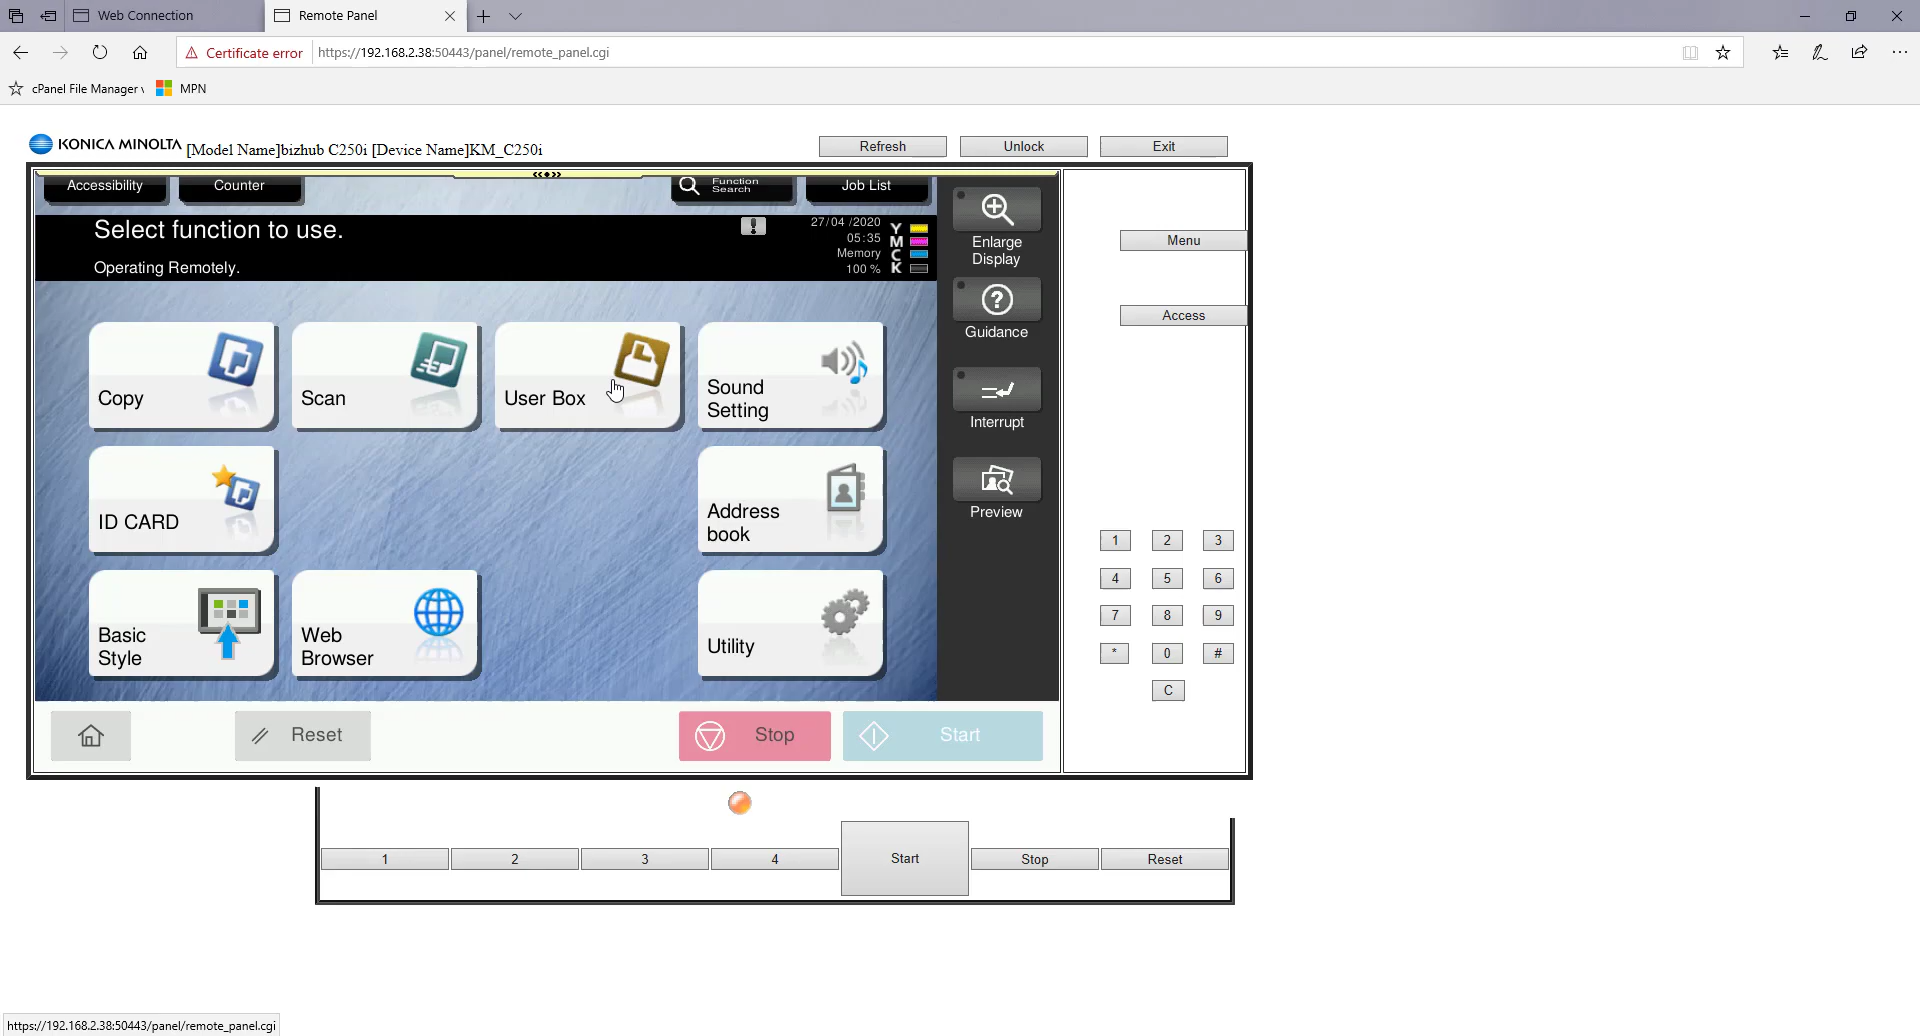 Web Connection
Remote Panel
Certificate error
https://192.168.2.38:50443/panel/remote_panel.cgi
cPanel File Manager
MPN
KONICA MINOLTA
[Model Name]bizhub C250i [Device Name]KM_C250i
Refresh
Unlock
Exit
Accessibility
Counter
Function
Search
Job List
Select function to use.
Operating Remotely.
27/04 /2020
05:35
Memory
100 %
Y
M
C
K
Enlarge
Display
Guidance
Interrupt
Preview
Menu
Access
Copy
Scan
User Box
Sound
Setting
ID CARD
Address
book
Basic
Style
Web
Browser
Utility
1 2 3
4 5 6
7 8 9
* 0 #
C
Reset
Stop
Start
1
2
3
4
Start
Stop
Reset
https://192.168.2.38:50443/panel/remote_panel.cgi